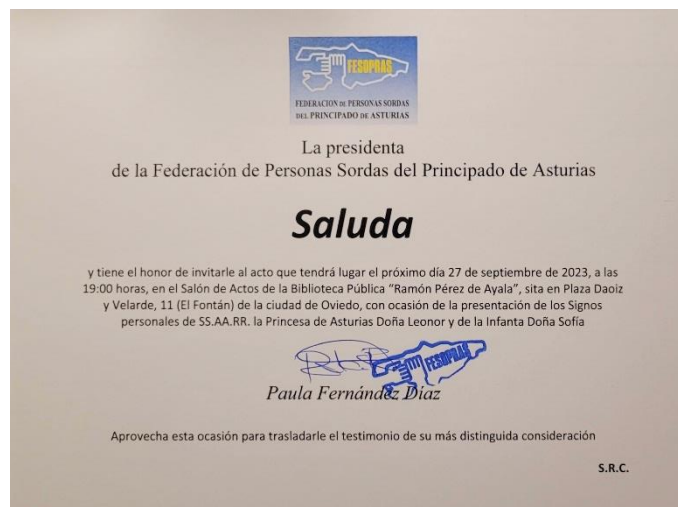 FESOPRAS
FEDERACION DE PERSONAS SORDAS
DEL PRINCIPADO DE ASTURIAS
La presidenta
de la Federación de Personas Sordas del Principado de Asturias
Saluda
y tiene el honor de invitarle al acto que tendrá lugar el próximo día 27 de septiembre de 2023, a las
19:00 horas, en el Salón de Actos de la Biblioteca Pública “Ramón Pérez de Ayala”, sita en Plaza Daoiz
y Velarde, 11 (El Fontán) de la ciudad de Oviedo, con ocasión de la presentación de los Signos
personales de SS.AA.RR. la Princesa de Asturias Doña Leonor y de la Infanta Doña Sofía
FESOPRAS
Paula Fernández Díaz
Aprovecha esta ocasión para trasladarle el testimonio de su más distinguida consideración
S.R.C.